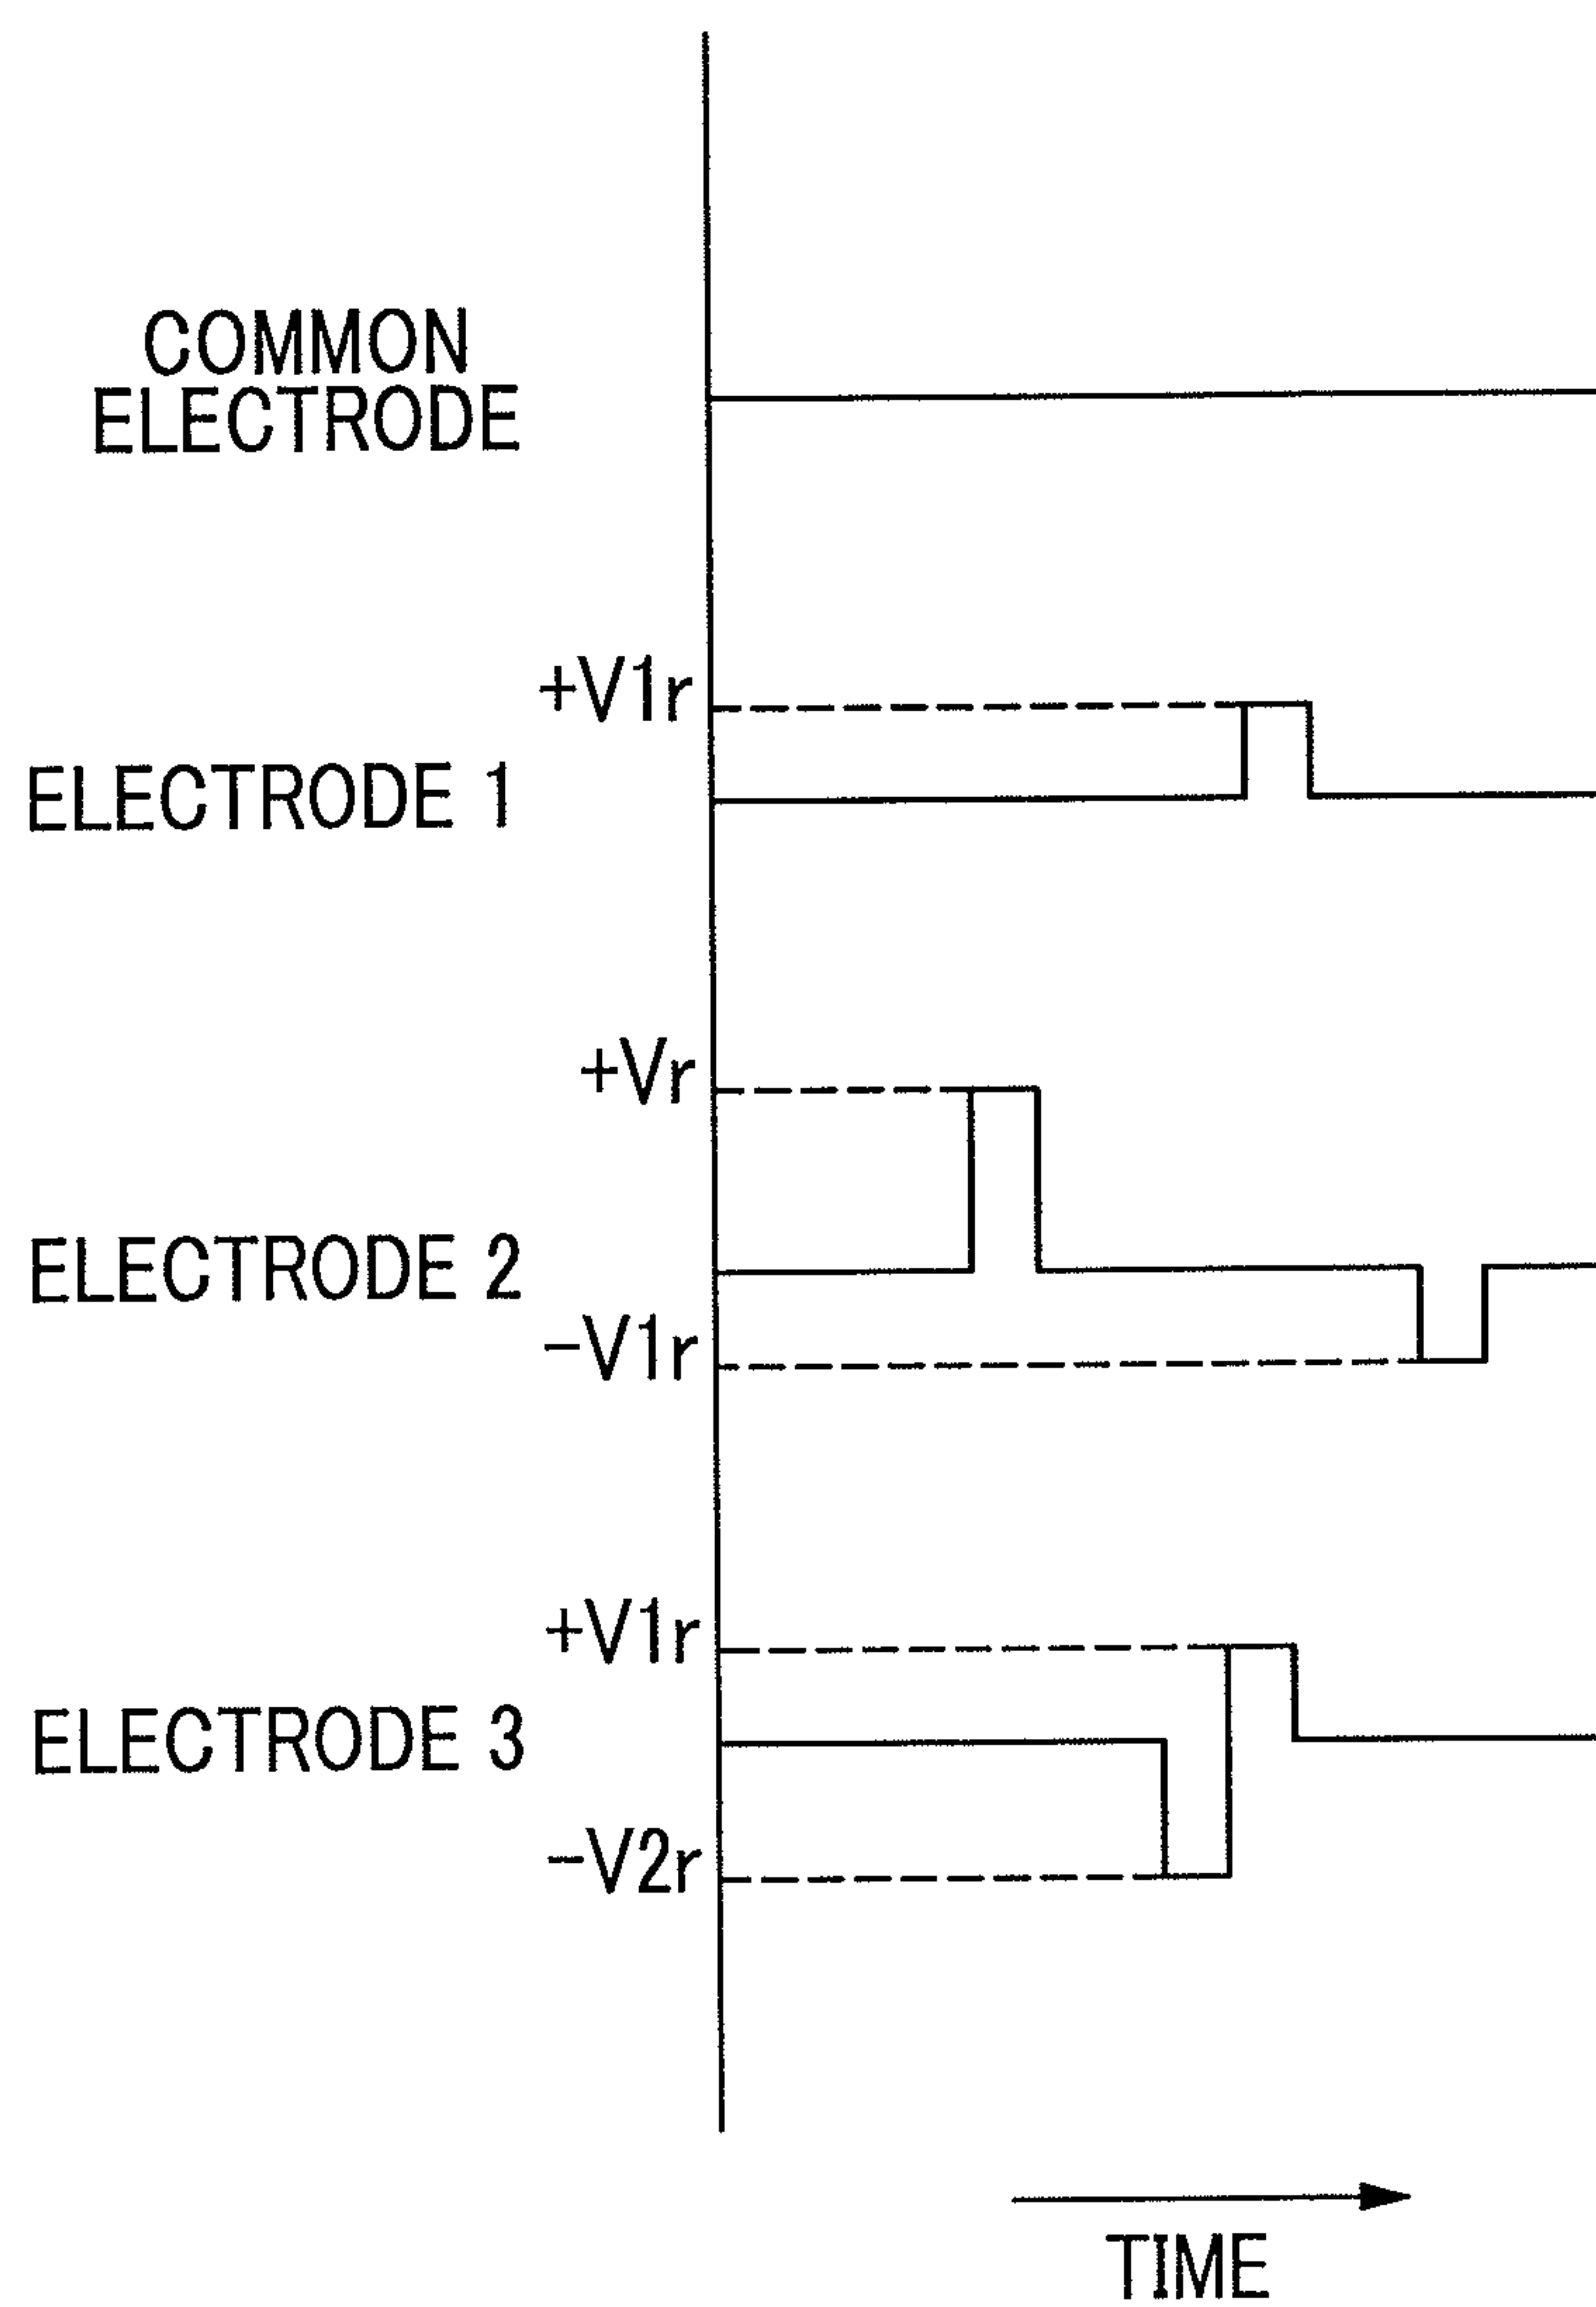 COMMON
ELECTRODE
+V1r
ELECTRODE 1
+Vr
ELECTRODE 2
-V1r
+V1r
ELECTRODE 3
-V2r
TIME